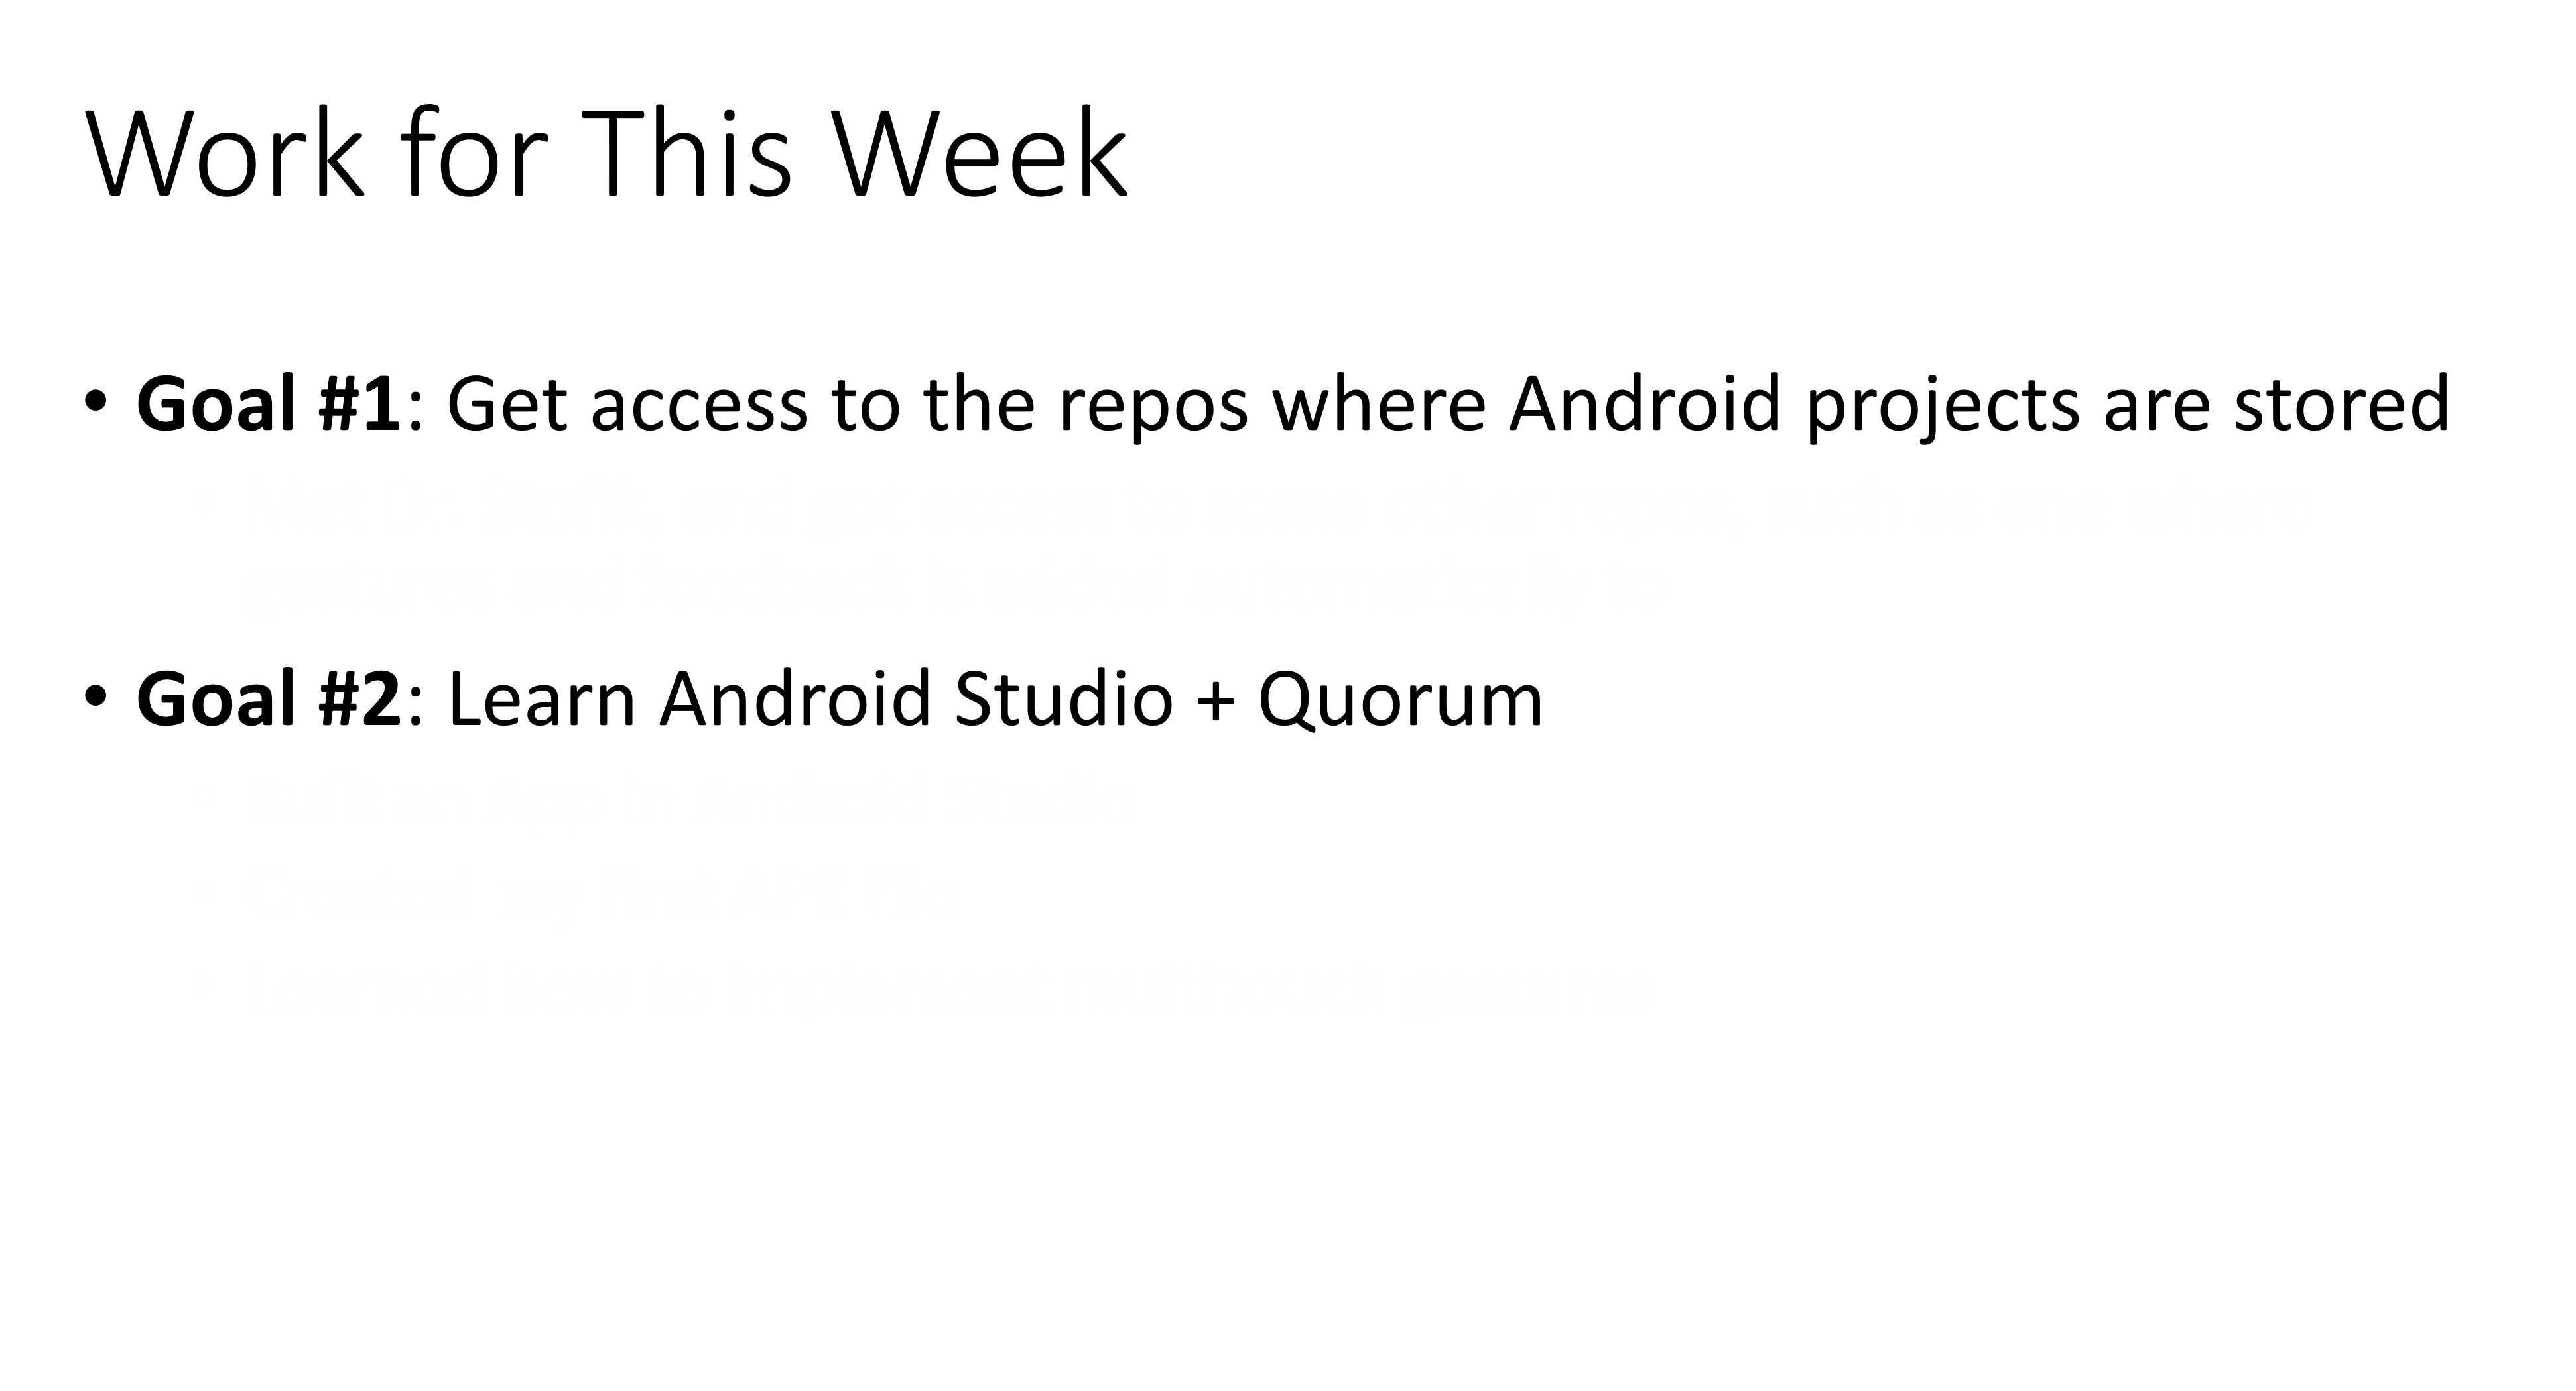 Work for This Week
• Goal #1: Get access to the repos where Android projects are stored
• Goal #2: Learn Android Studio + Quorum